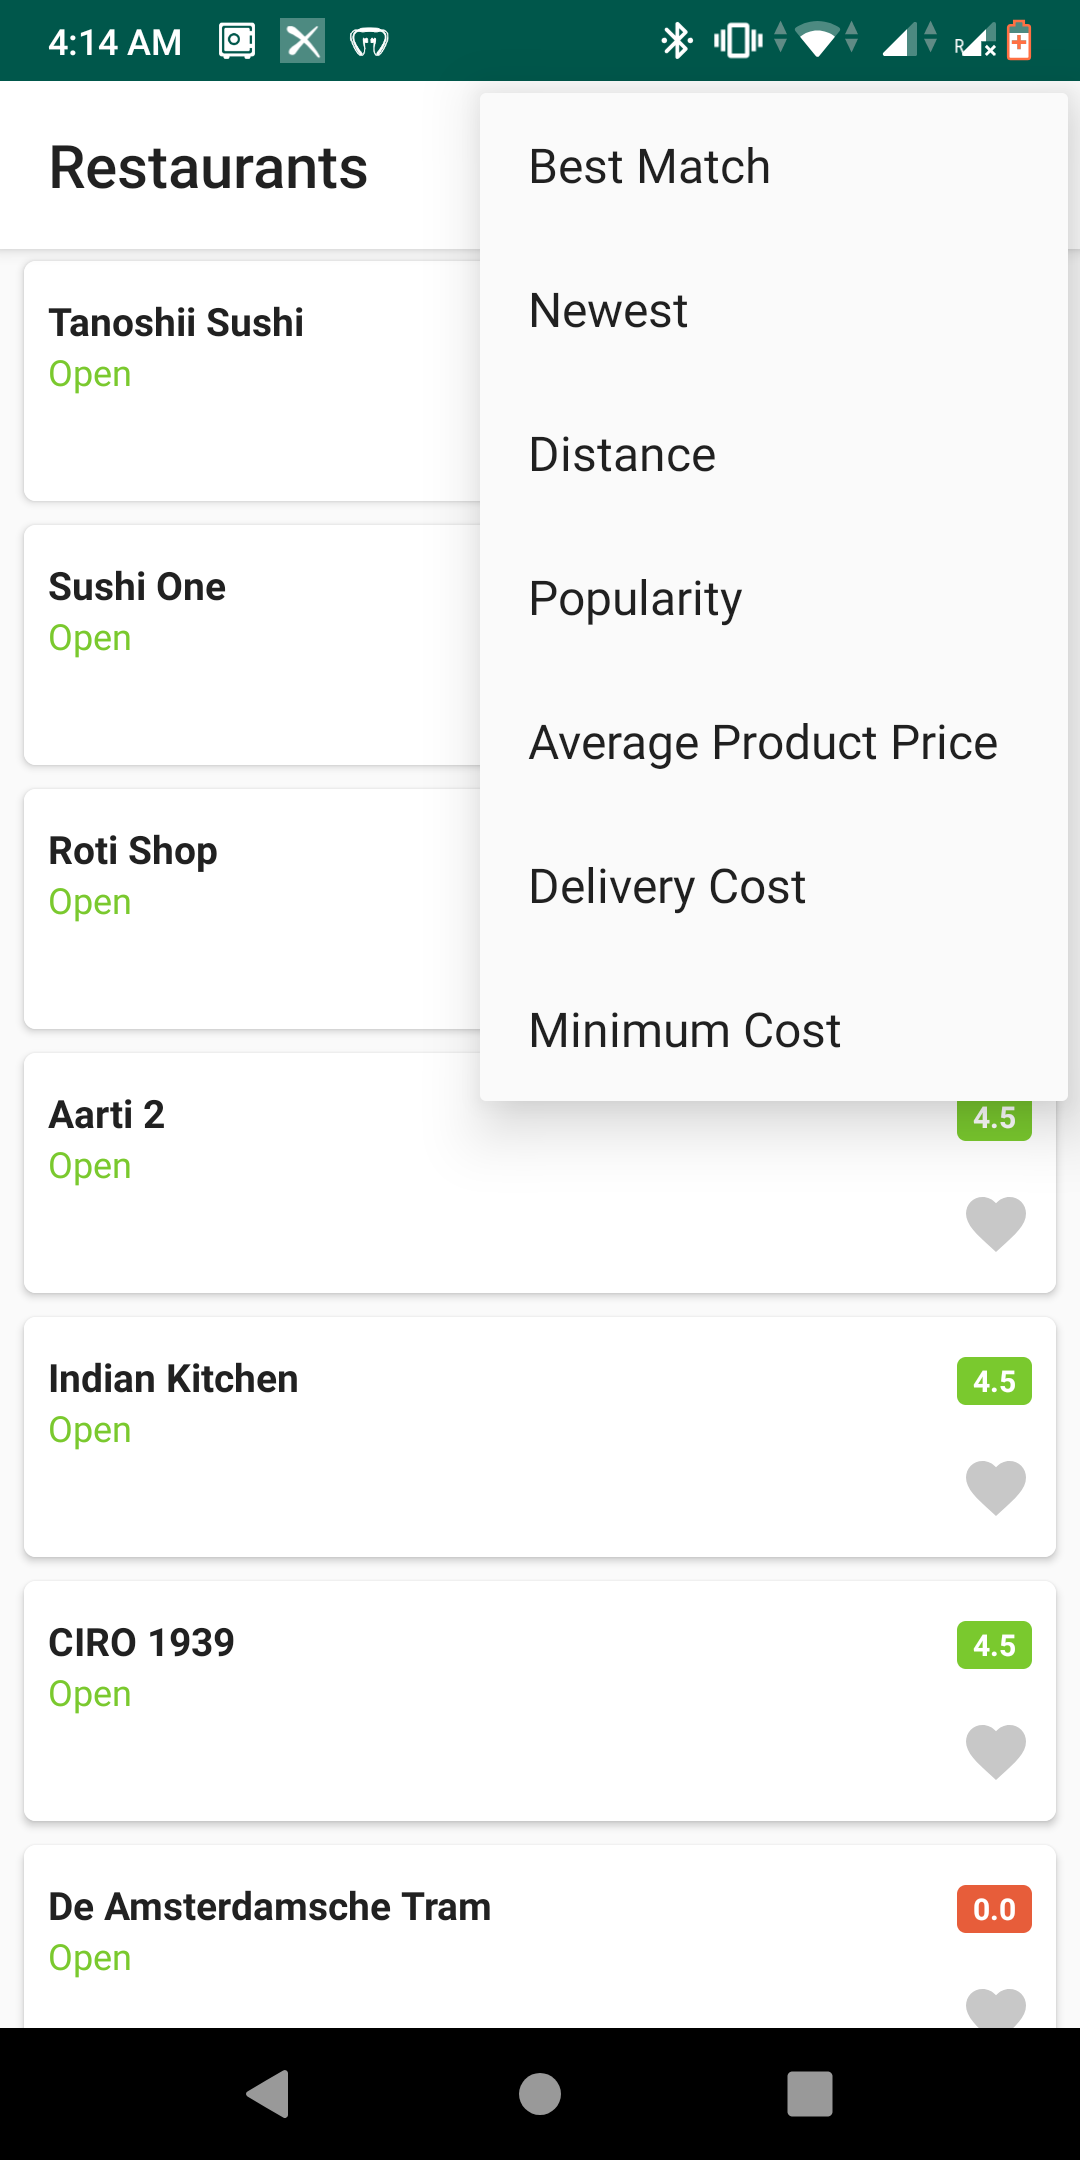 4:14 AM
R
Restaurants
Best Match
Newest
Distance
Popularity
Average Product Price
Delivery Cost
Minimum Cost
Tanoshii Sushi
Open
Sushi One
Open
Roti Shop
Open
Aarti 2
4.5
Open
Indian Kitchen
4.5
Open
CIRO 1939
4.5
Open
De Amsterdamsche Tram
0.0
Open